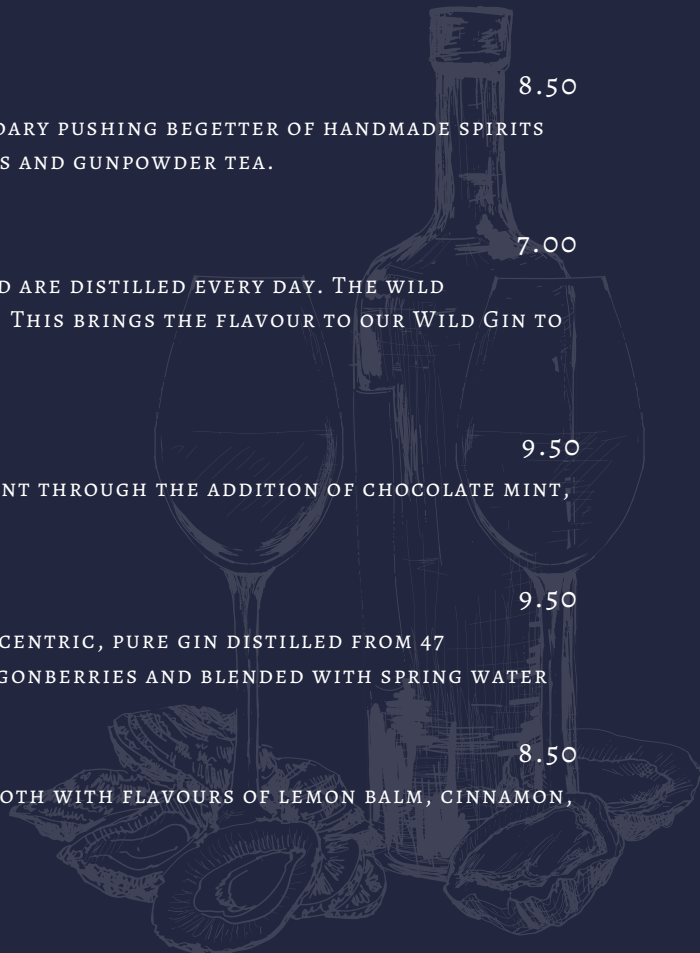 8.50
DARY PUSHING BEGETTER OF HANDMADE SPIRITS
S AND GUNPOWDER TEA.
7.00
D ARE DISTILLED EVERY DAY. THE WILD
THIS BRINGS THE FLAVOUR TO OUR WILD GIN TO
9.50
NT THROUGH THE ADDITION OF CHOCOLATE MINT,
9.50
CENTRIC, PURE GIN DISTILLED FROM 47
GONBERRIES AND BLENDED WITH SPRING WATER
8.50
OTH WITH FLAVOURS OF LEMON BALM, CINNAMON,